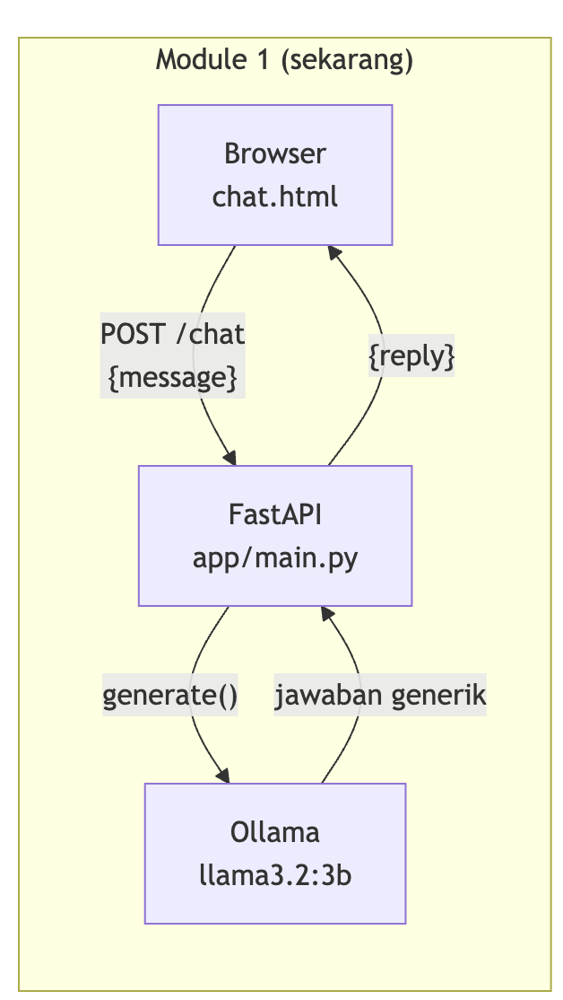 Module 1 (sekarang)
Browser
chat.html
POST /chat
{message}
{reply}
FastAPI
app/main.py
generate()
jawaban generik
Ollama
llama3.2:3b